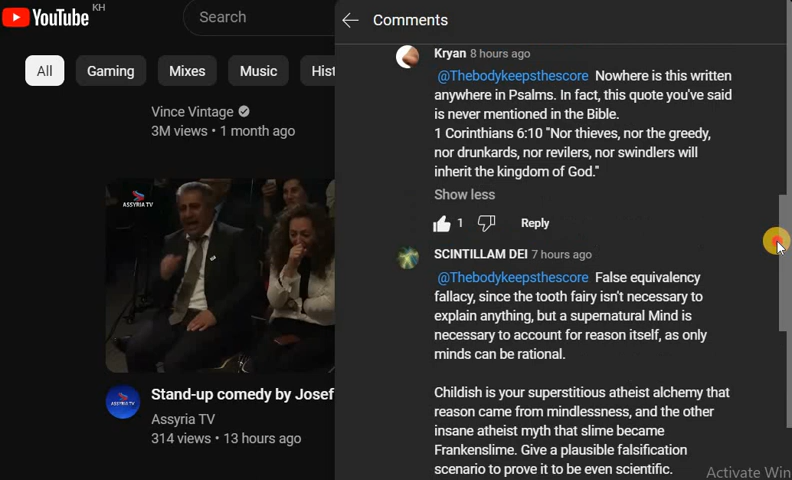 YouTube KH
Search
All
Gaming
Mixes
Music
Hist
Vince Vintage
3M views • 1 month ago
ASSYRIA TV
ASSYRIA TV
Stand-up comedy by Josef
Assyria TV
314 views • 13 hours ago
Comments
Kryan 8 hours ago
@Thebodykeepsthescore Nowhere is this written
anywhere in Psalms. In fact, this quote you've said
is never mentioned in the Bible.
1 Corinthians 6:10 "Nor thieves, nor the greedy,
nor drunkards, nor revilers, nor swindlers will
inherit the kingdom of God."
Show less
1
Reply
SCINTILLAM DEI 7 hours ago
@Thebodykeepsthescore False equivalency
fallacy, since the tooth fairy isn't necessary to
explain anything, but a supernatural Mind is
necessary to account for reason itself, as only
minds can be rational.
Childish is your superstitious atheist alchemy that
reason came from mindlessness, and the other
insane atheist myth that slime became
Frankenslime. Give a plausible falsification
scenario to prove it to be even scientific.
Activate Win